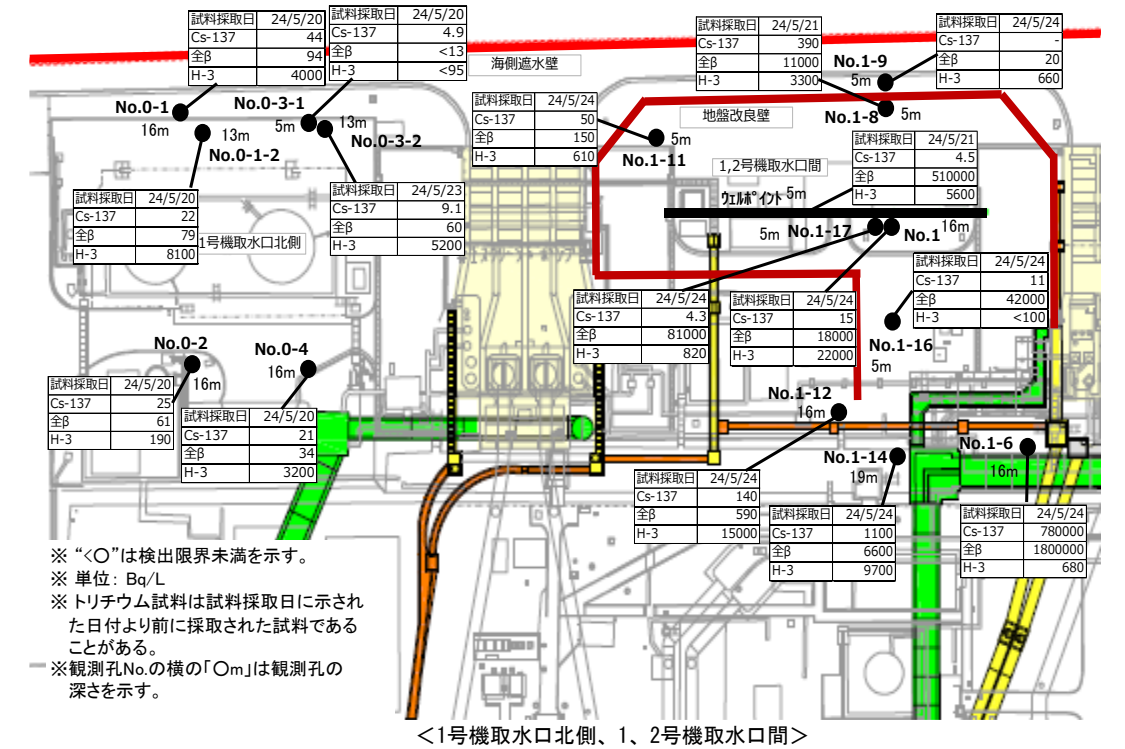 試料採取日 24/5/20
Cs-137 44
全β 94
H-3 4000
試料採取日 24/5/20
Cs-137 4.9
全β <13
H-3 <95
海側遮水壁
試料採取日 24/5/21
Cs-137 390
全β 11000
H-3 3300
試料採取日 24/5/24
Cs-137 -
全β 20
H-3 660
No.1-9
5m
No.1-8
5m
No.0-1
16m
No.0-3-1
5m
13m
No.0-3-2
13m
No.0-1-2
試料採取日 24/5/24
Cs-137 50
全β 150
H-3 610
5m
No.1-11
地盤改良壁
1,2号機取水口間
試料採取日 24/5/21
Cs-137 4.5
全β 510000
H-3 5600
ウェルポイント 5m
5m No.1-17
No.1 16m
試料採取日 24/5/20
Cs-137 22
全β 79
H-3 8100
1号機取水口北側
試料採取日 24/5/23
Cs-137 9.1
全β 60
H-3 5200
試料採取日 24/5/24
Cs-137 11
全β 42000
H-3 <100
試料採取日 24/5/24
Cs-137 4.3
全β 81000
H-3 820
試料採取日 24/5/24
Cs-137 15
全β 18000
H-3 22000
No.1-16
5m
No.0-2
16m
No.0-4
16m
試料採取日 24/5/20
Cs-137 25
全β 61
H-3 190
試料採取日 24/5/20
Cs-137 21
全β 34
H-3 3200
No.1-12
16m
No.1-14
19m
No.1-6
16m
試料採取日 24/5/24
Cs-137 140
全β 590
H-3 15000
試料採取日 24/5/24
Cs-137 1100
全β 6600
H-3 9700
試料採取日 24/5/24
Cs-137 780000
全β 1800000
H-3 680
※ “<〇”は検出限界未満を示す。
※ 単位: Bq/L
※ トリチウム試料は試料採取日に示され
た日付より前に採取された試料である
ことがある。
※観測孔No.の横の「〇m」は観測孔の
深さを示す。
＜1号機取水口北側、1、2号機取水口間＞